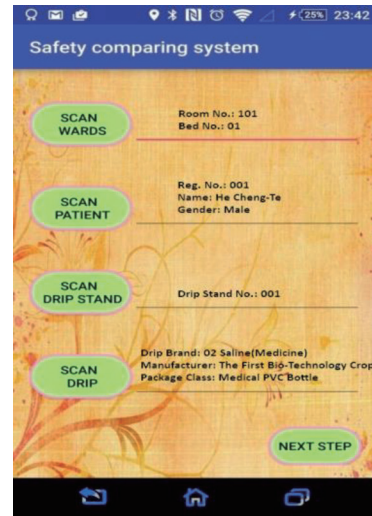 25% 23:42
Safety comparing system
SCAN
WARDS
Room No.: 101
Bed No.: 01
SCAN
PATIENT
Reg. No.: 001
Name: He Cheng-Te
Gender: Male
SCAN
DRIP STAND
Drip Stand No.: 001
SCAN
DRIP
Drip Brand: 02 Saline(Medicine)
Manufacturer: The First Bio-Technology Crop
Package Class: Medical PVC Bottle
NEXT STEP